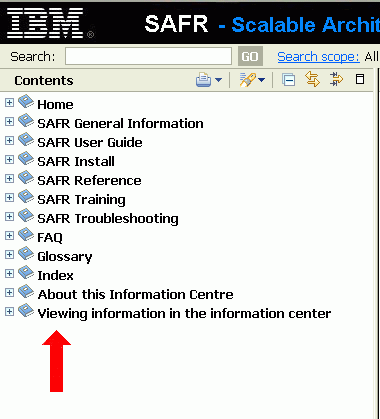 IBM®
SAFR - Scalable Archit
Search: GO Search scope: All
Contents
Home
SAFR General Information
SAFR User Guide
SAFR Install
SAFR Reference
SAFR Training
SAFR Troubleshooting
FAQ
Glossary
Index
About this Information Centre
Viewing information in the information center